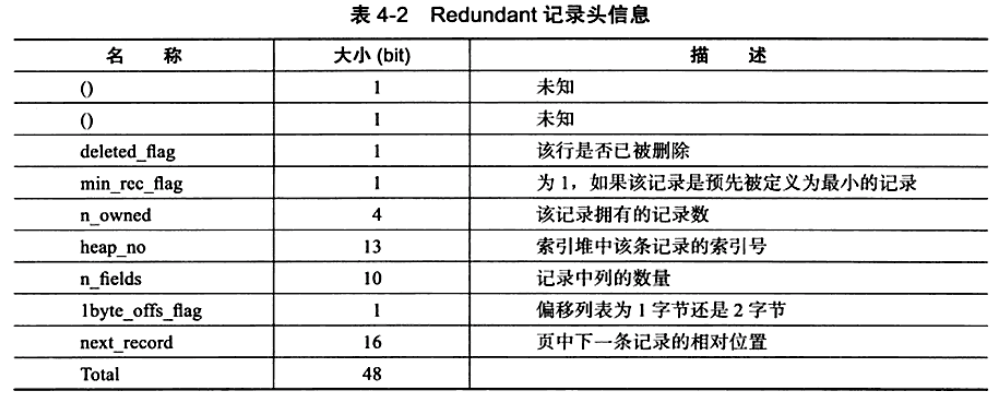 表 4-2 Redundant 记录头信息
名 称 大小 (bit) 描 述
() 1 未知
() 1 未知
deleted_flag 1 该行是否已被删除
min_rec_flag 1 为 1，如果该记录是预先被定义为最小的记录
n_owned 4 该记录拥有的记录数
heap_no 13 索引堆中该条记录的索引号
n_fields 10 记录中列的数量
1byte_offs_flag 1 偏移列表为 1 字节还是 2 字节
next_record 16 页中下一条记录的相对位置
Total 48